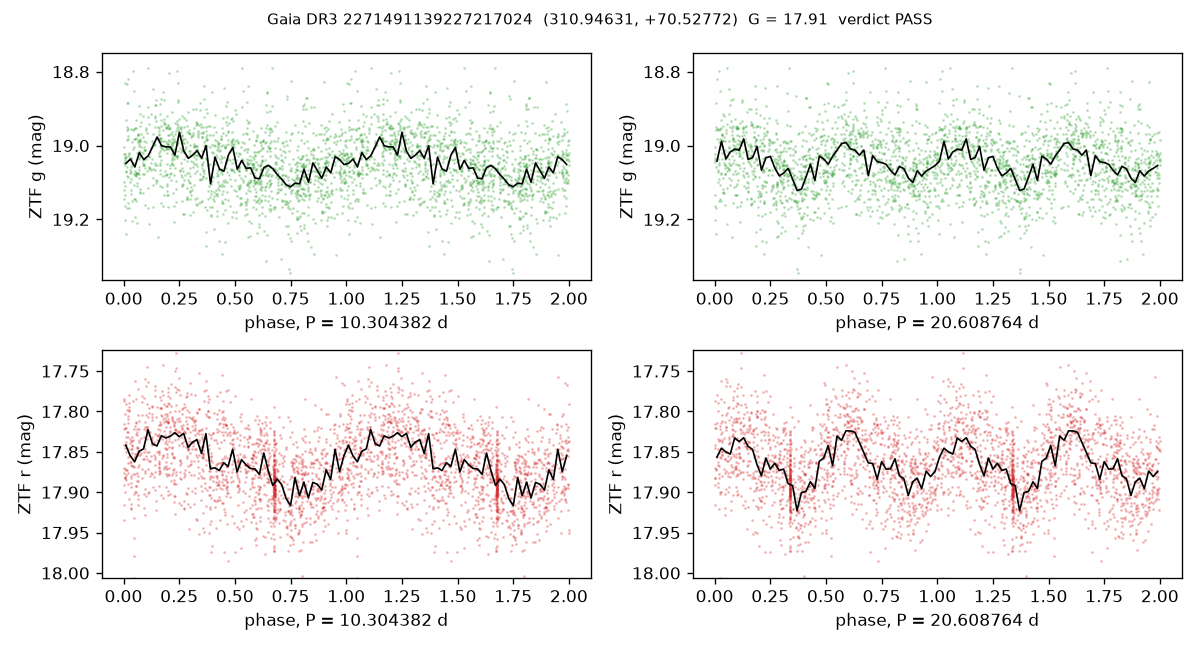 Gaia DR3 2271491139227217024 (310.94631, +70.52772) G = 17.91 verdict PASS
ZTF g (mag)
18.8
19.0
19.2
0.00 0.25 0.50 0.75 1.00 1.25 1.50 1.75 2.00
phase, P = 10.304382 d
ZTF g (mag)
18.8
19.0
19.2
0.00 0.25 0.50 0.75 1.00 1.25 1.50 1.75 2.00
phase, P = 20.608764 d
ZTF r (mag)
17.75
17.80
17.85
17.90
17.95
18.00
0.00 0.25 0.50 0.75 1.00 1.25 1.50 1.75 2.00
phase, P = 10.304382 d
ZTF r (mag)
17.75
17.80
17.85
17.90
17.95
18.00
0.00 0.25 0.50 0.75 1.00 1.25 1.50 1.75 2.00
phase, P = 20.608764 d